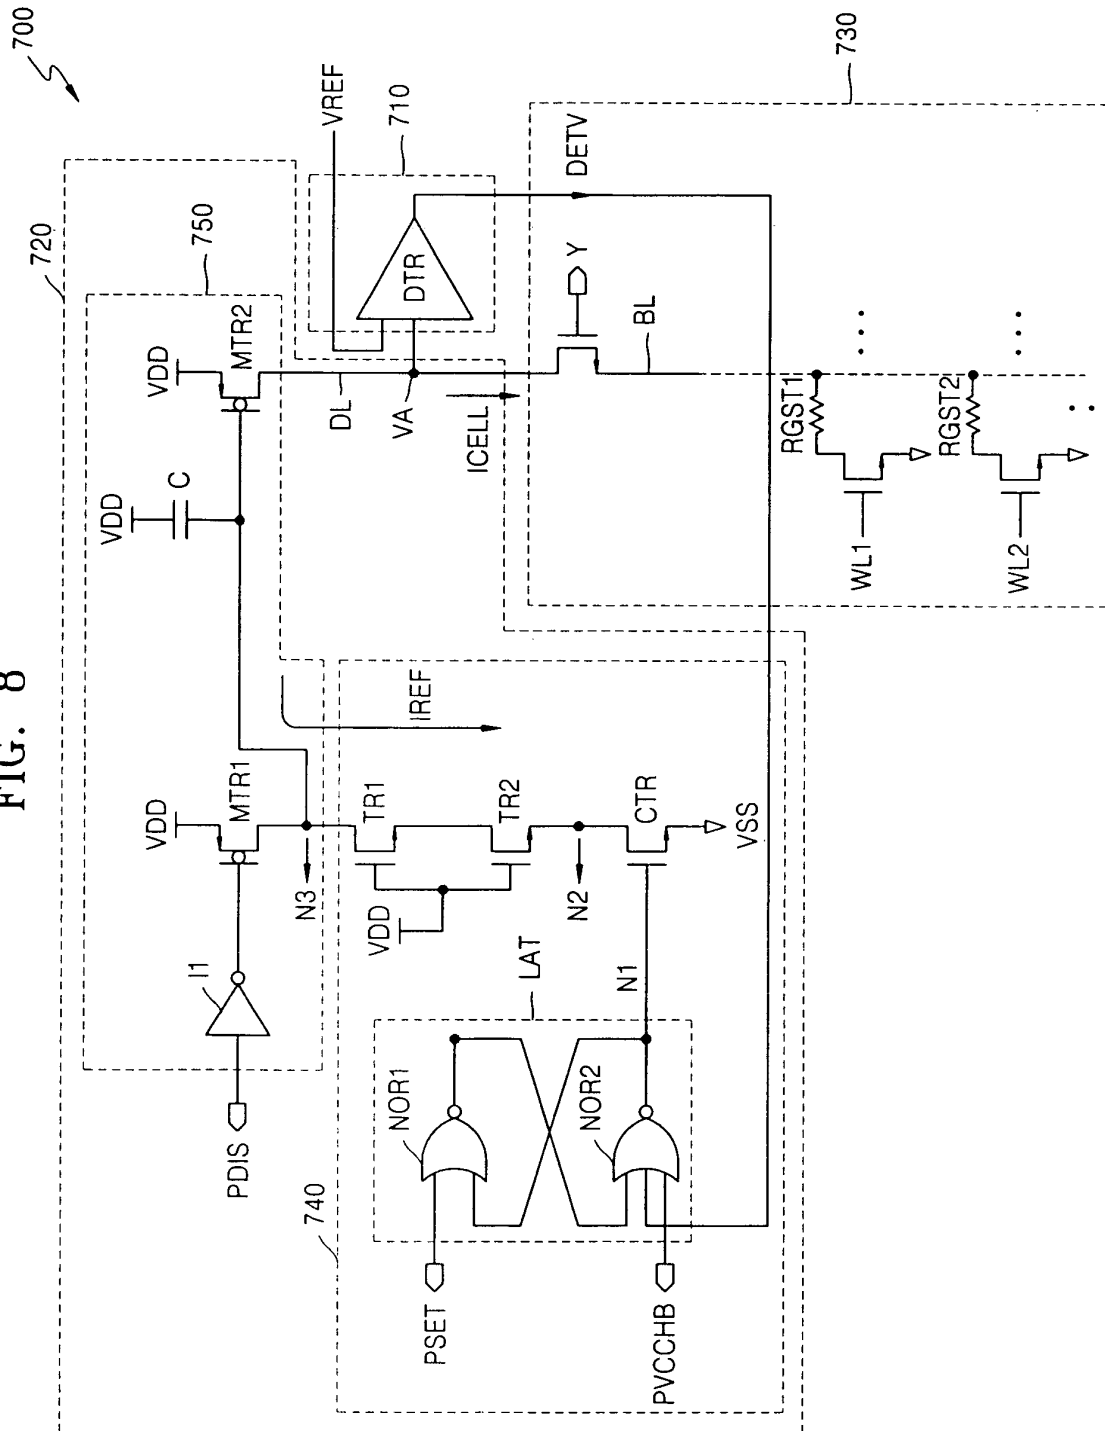 FIG. 8
700
720
750
VDD
VDD
VDD
MTR1
MTR2
C
I1
PDIS
N3
DL
VREF
710
DTR
VA
ICELL
IREF
DETV
730
Y
BL
RGST1
RGST2
WL1
WL2
...
...
..
740
TR1
TR2
VDD
N2
CTR
VSS
LAT
N1
NOR1
NOR2
PSET
PVCCHB